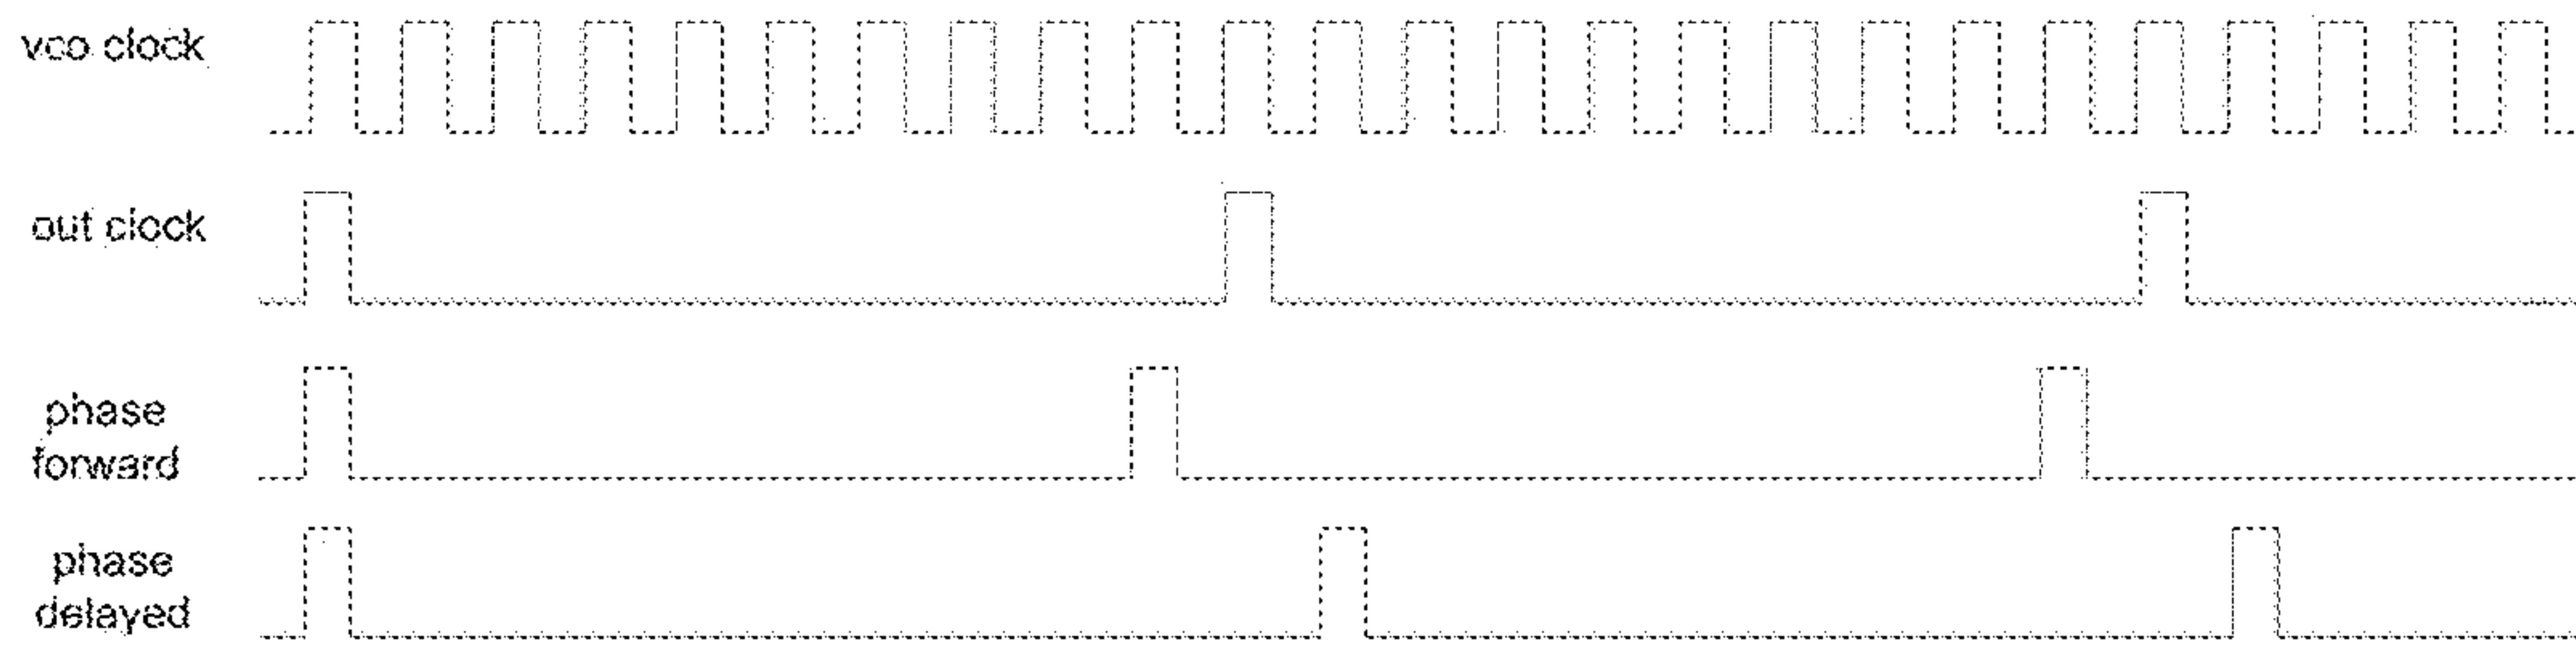 vco clock
out clock
phase
forward
phase
delayed